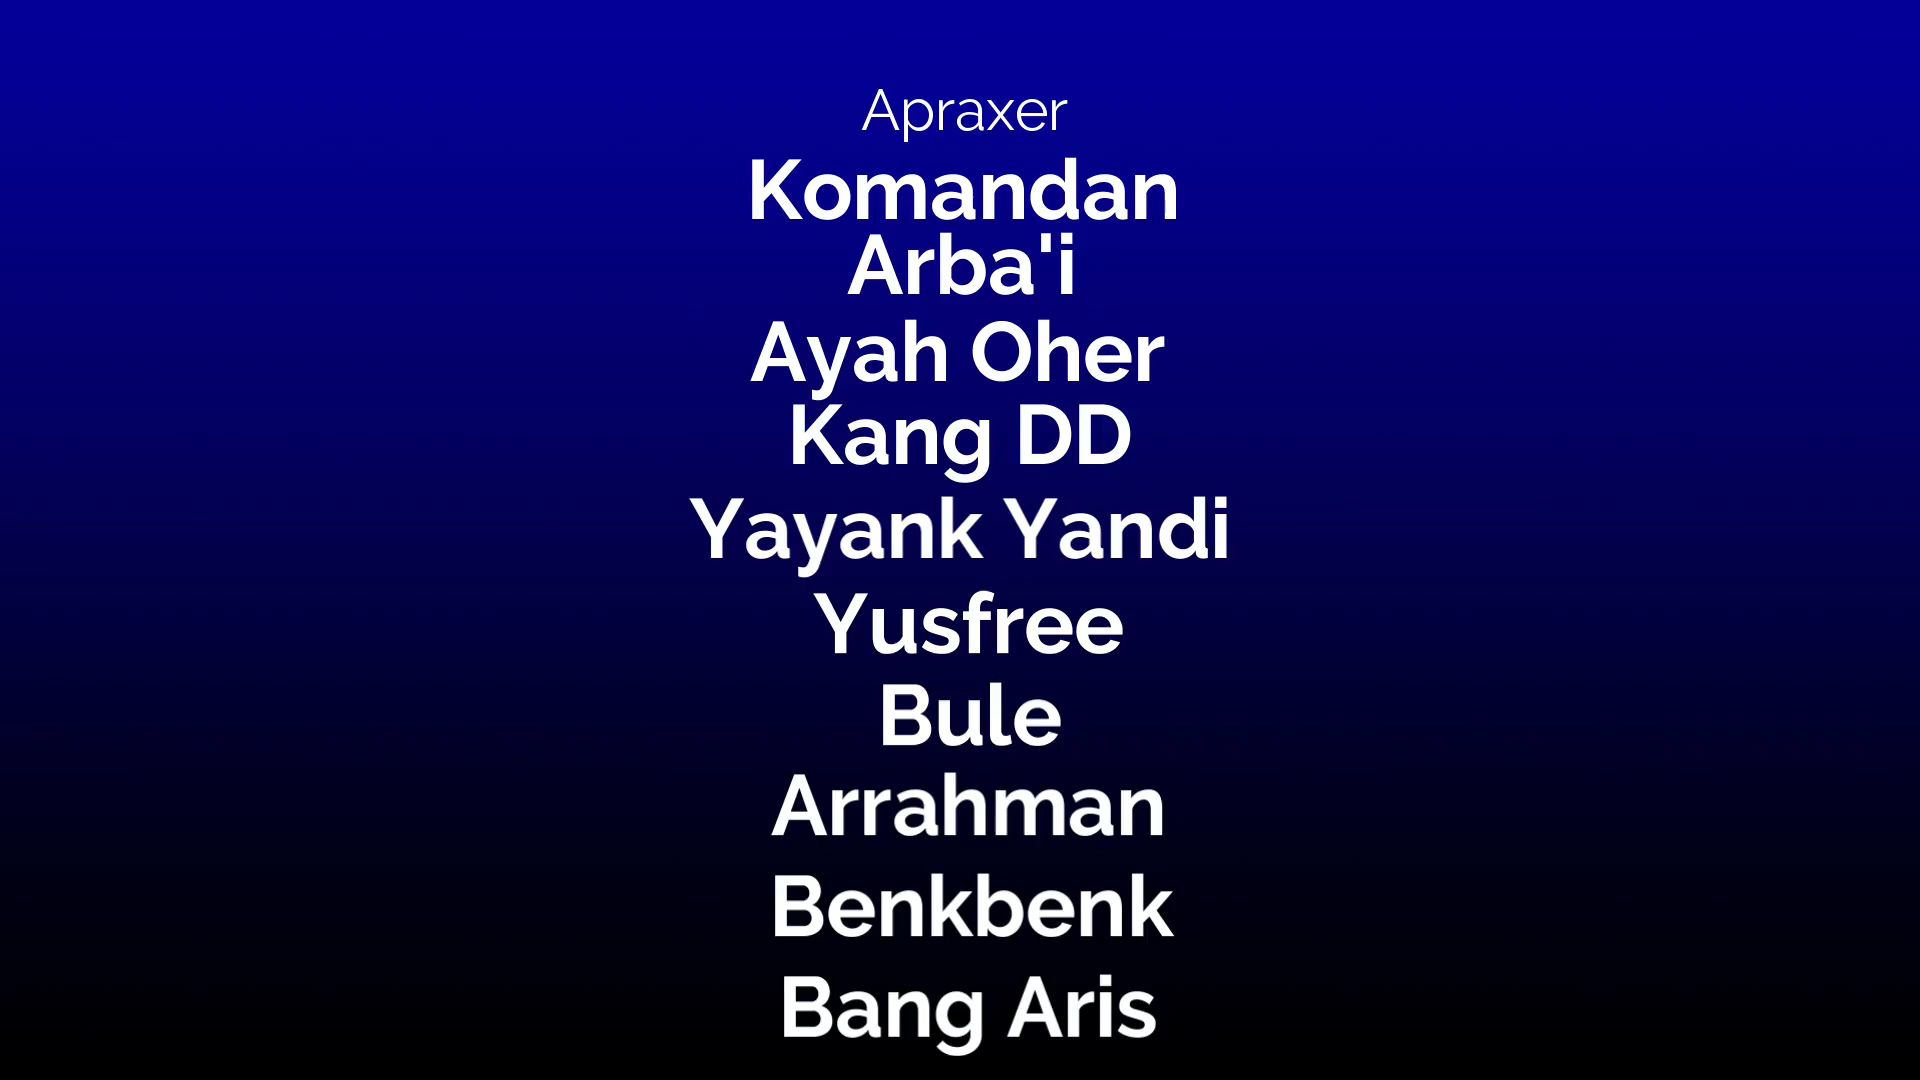 Apraxer
Komandan
Arba'i
Ayah Oher
Kang DD
Yayank Yandi
Yusfree
Bule
Arrahman
Benkbenk
Bang Aris